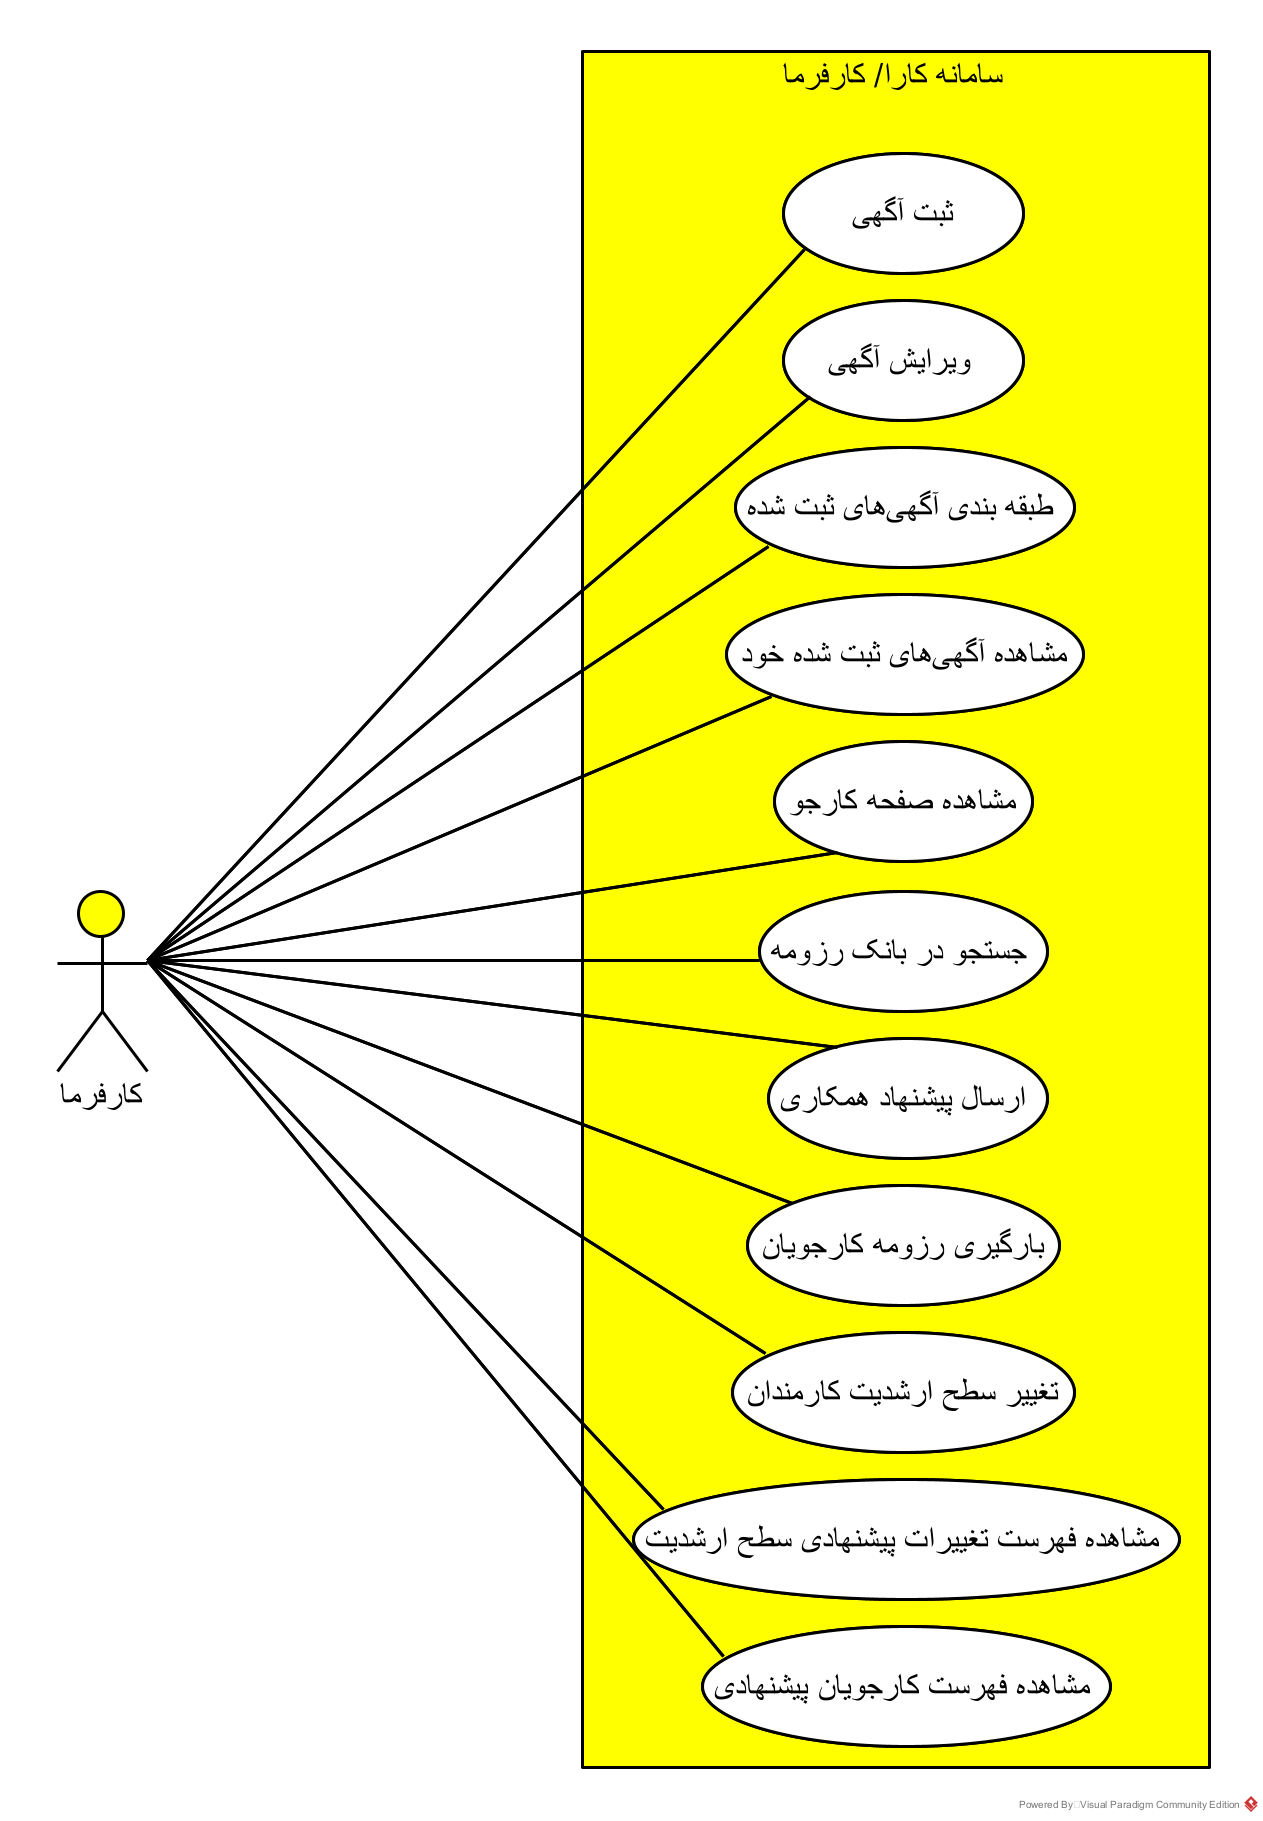 سامانه کارا/ کارفرما
ثبت آگهی
ویرایش آگهی
طبقه بندی آگهی‌های ثبت شده
مشاهده آگهی‌های ثبت شده خود
مشاهده صفحه کارجو
جستجو در بانک رزومه
ارسال پیشنهاد همکاری
بارگیری رزومه کارجویان
تغییر سطح ارشدیت کارمندان
مشاهده فهرست تغییرات پیشنهادی سطح ارشدیت
مشاهده فهرست کارجویان پیشنهادی
کارفرما
Powered By Visual Paradigm Community Edition